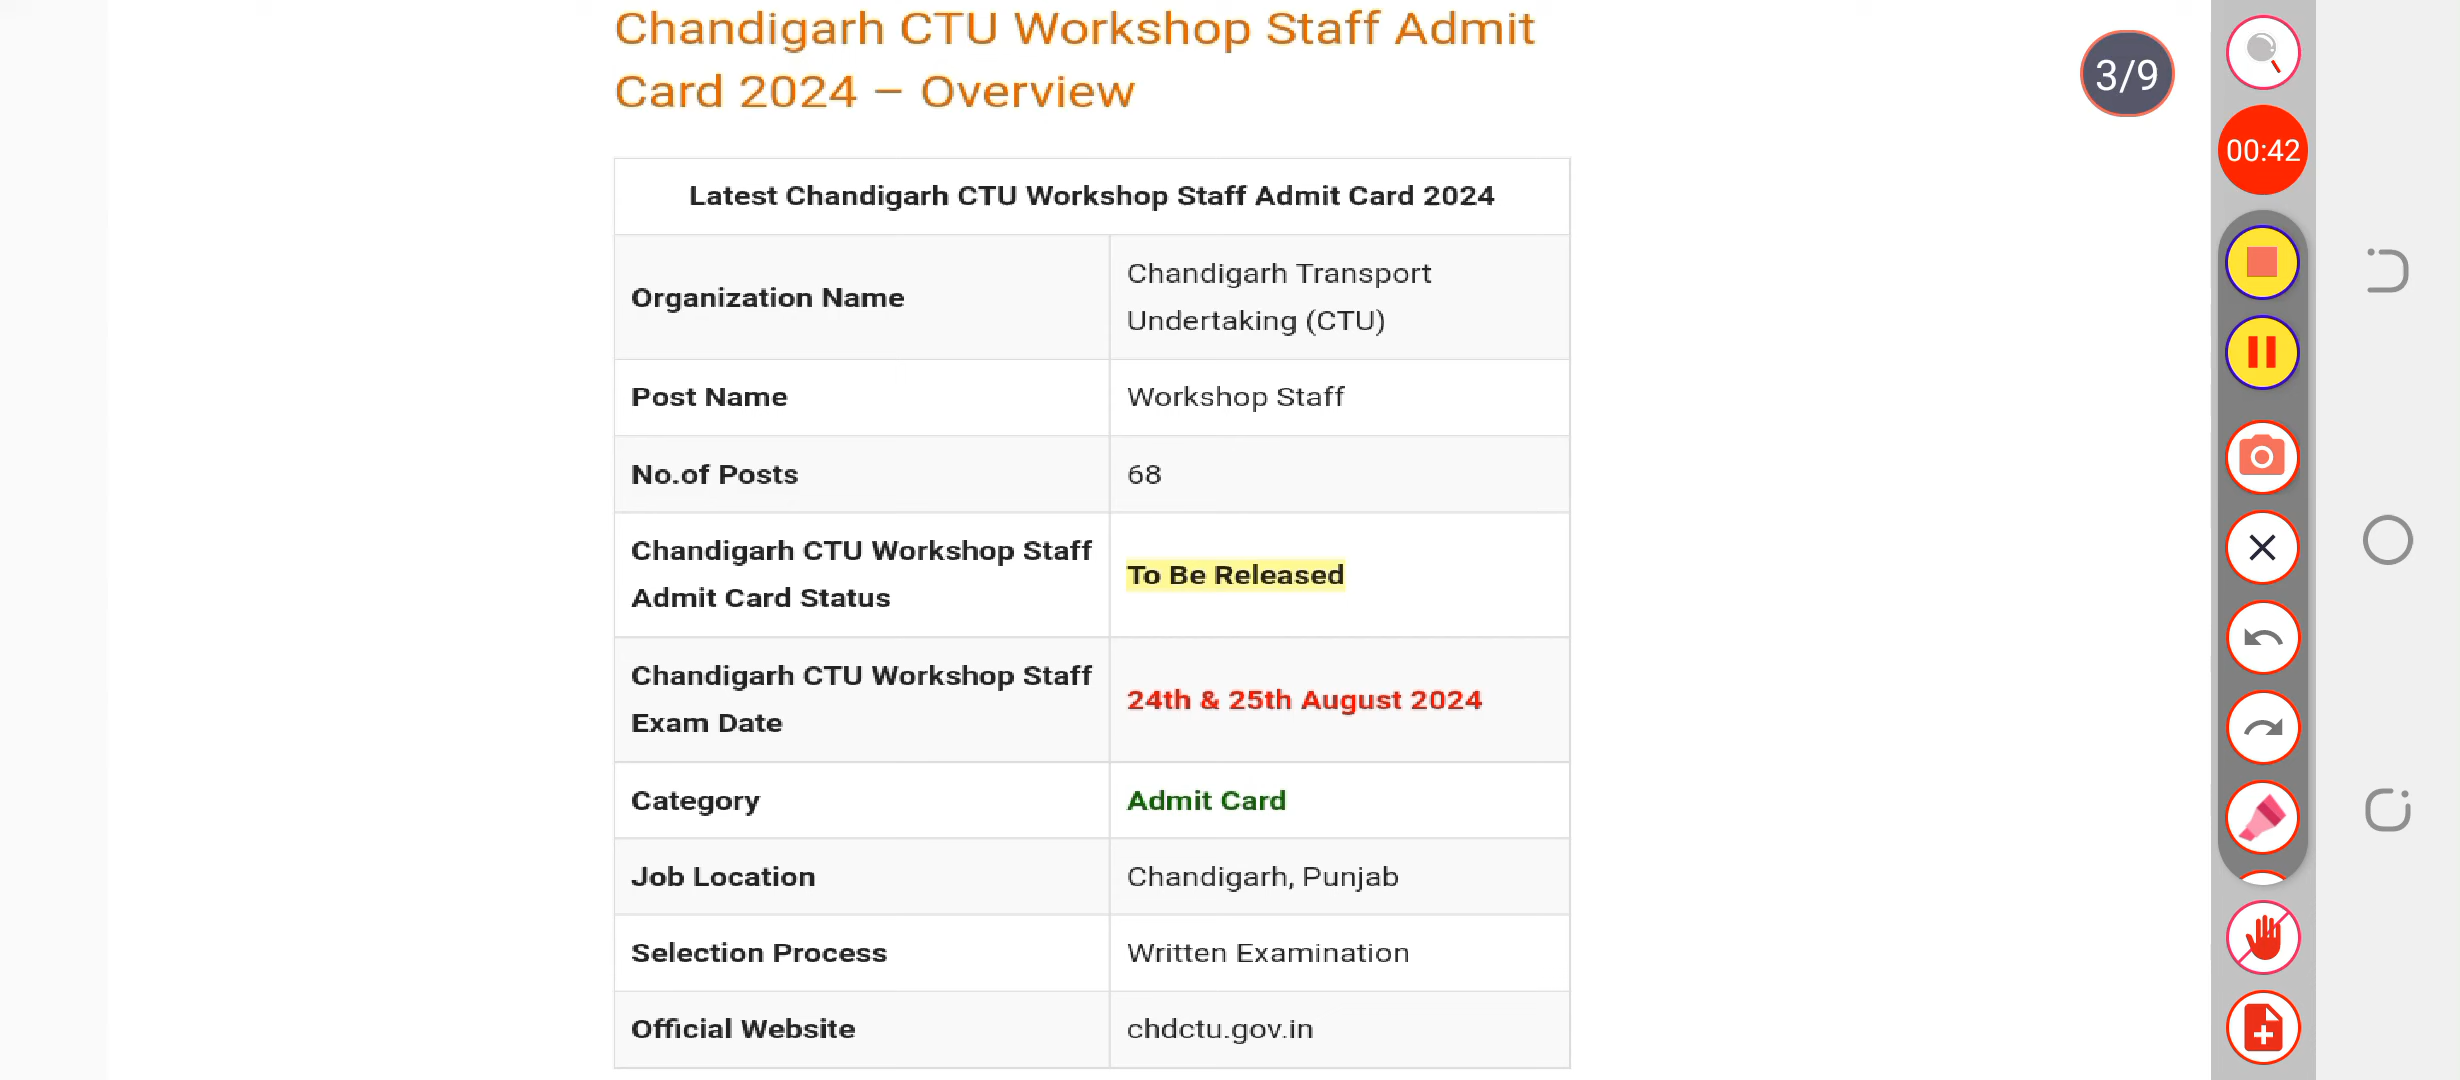 Chandigarh CTU Workshop Staff Admit
Card 2024 – Overview
3/9
00:42
Latest Chandigarh CTU Workshop Staff Admit Card 2024
Organization Name
Chandigarh Transport
Undertaking (CTU)
Post Name
Workshop Staff
No.of Posts
68
Chandigarh CTU Workshop Staff
Admit Card Status
To Be Released
Chandigarh CTU Workshop Staff
Exam Date
24th & 25th August 2024
Category
Admit Card
Job Location
Chandigarh, Punjab
Selection Process
Written Examination
Official Website
chdctu.gov.in